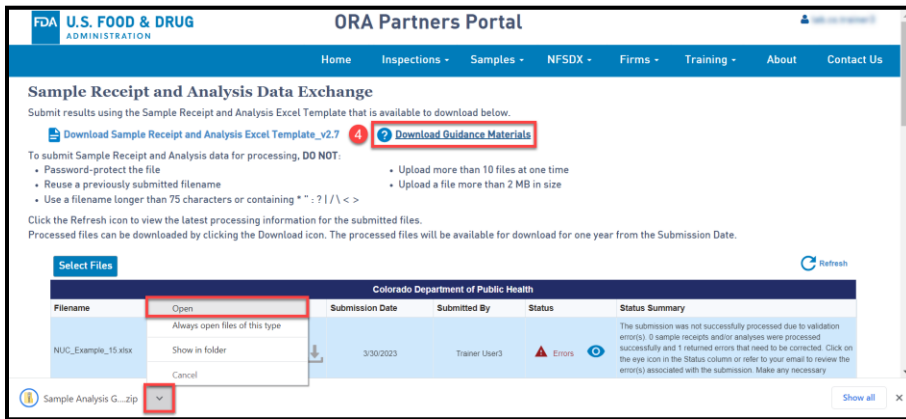 FDA U.S. FOOD & DRUG
ADMINISTRATION
ORA Partners Portal
Home Inspections Samples NFSDX Firms Training About Contact Us
Sample Receipt and Analysis Data Exchange
Submit results using the Sample Receipt and Analysis Excel Template that is available to download below.
Download Sample Receipt and Analysis Excel Template_v2.7 4 ? Download Guidance Materials
To submit Sample Receipt and Analysis data for processing, DO NOT:
• Password-protect the file
• Reuse a previously submitted filename
• Use a filename longer than 75 characters or containing * " : ? | / \ < >
• Upload more than 10 files at one time
• Upload a file more than 2 MB in size
Click the Refresh icon to view the latest processing information for the submitted files.
Processed files can be downloaded by clicking the Download icon. The processed files will be available for download for one year from the Submission Date.
Select Files Refresh
Colorado Department of Public Health
Filename Submission Date Submitted By Status Status Summary
Open
Always open files of this type
Show in folder
Cancel
NUC_Example_15.xlsx 3/30/2023 Trainer User3 Errors
The submission was not successfully processed due to validation
error(s). 0 sample receipts and/or analyses were processed
successfully and 1 returned errors that need to be corrected. Click on
the eye icon in the Status column or refer to your email to review the
error(s) associated with the submission. Make any necessary
Sample Analysis G....zip Show all